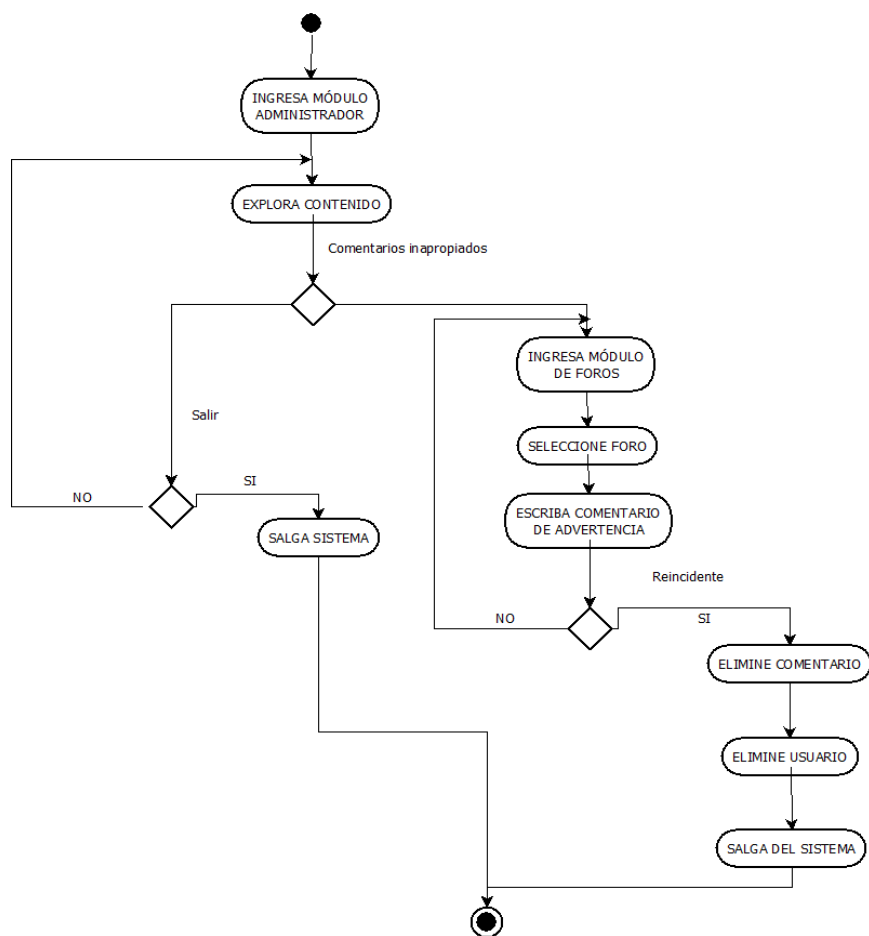 INGRESA MÓDULO
ADMINISTRADOR
EXPLORA CONTENIDO
Comentarios inapropiados
INGRESA MÓDULO
DE FOROS
Salir
SELECCIONE FORO
NO
SI
ESCRIBA COMENTARIO
DE ADVERTENCIA
SALGA SISTEMA
Reincidente
NO
SI
ELIMINE COMENTARIO
ELIMINE USUARIO
SALGA DEL SISTEMA